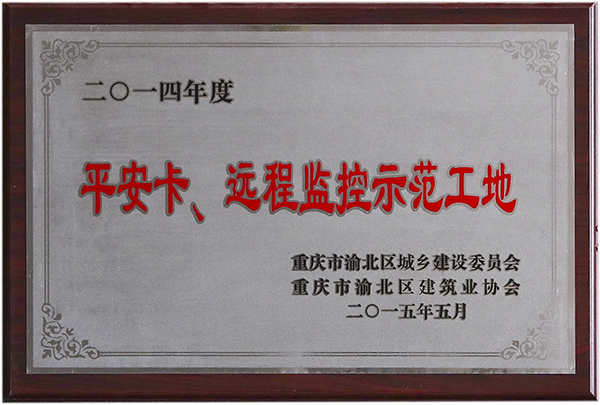 二〇一四年度
平安卡、远程监控示范工地
重庆市渝北区城乡建设委员会
重庆市渝北区建筑业协会
二〇一五年五月